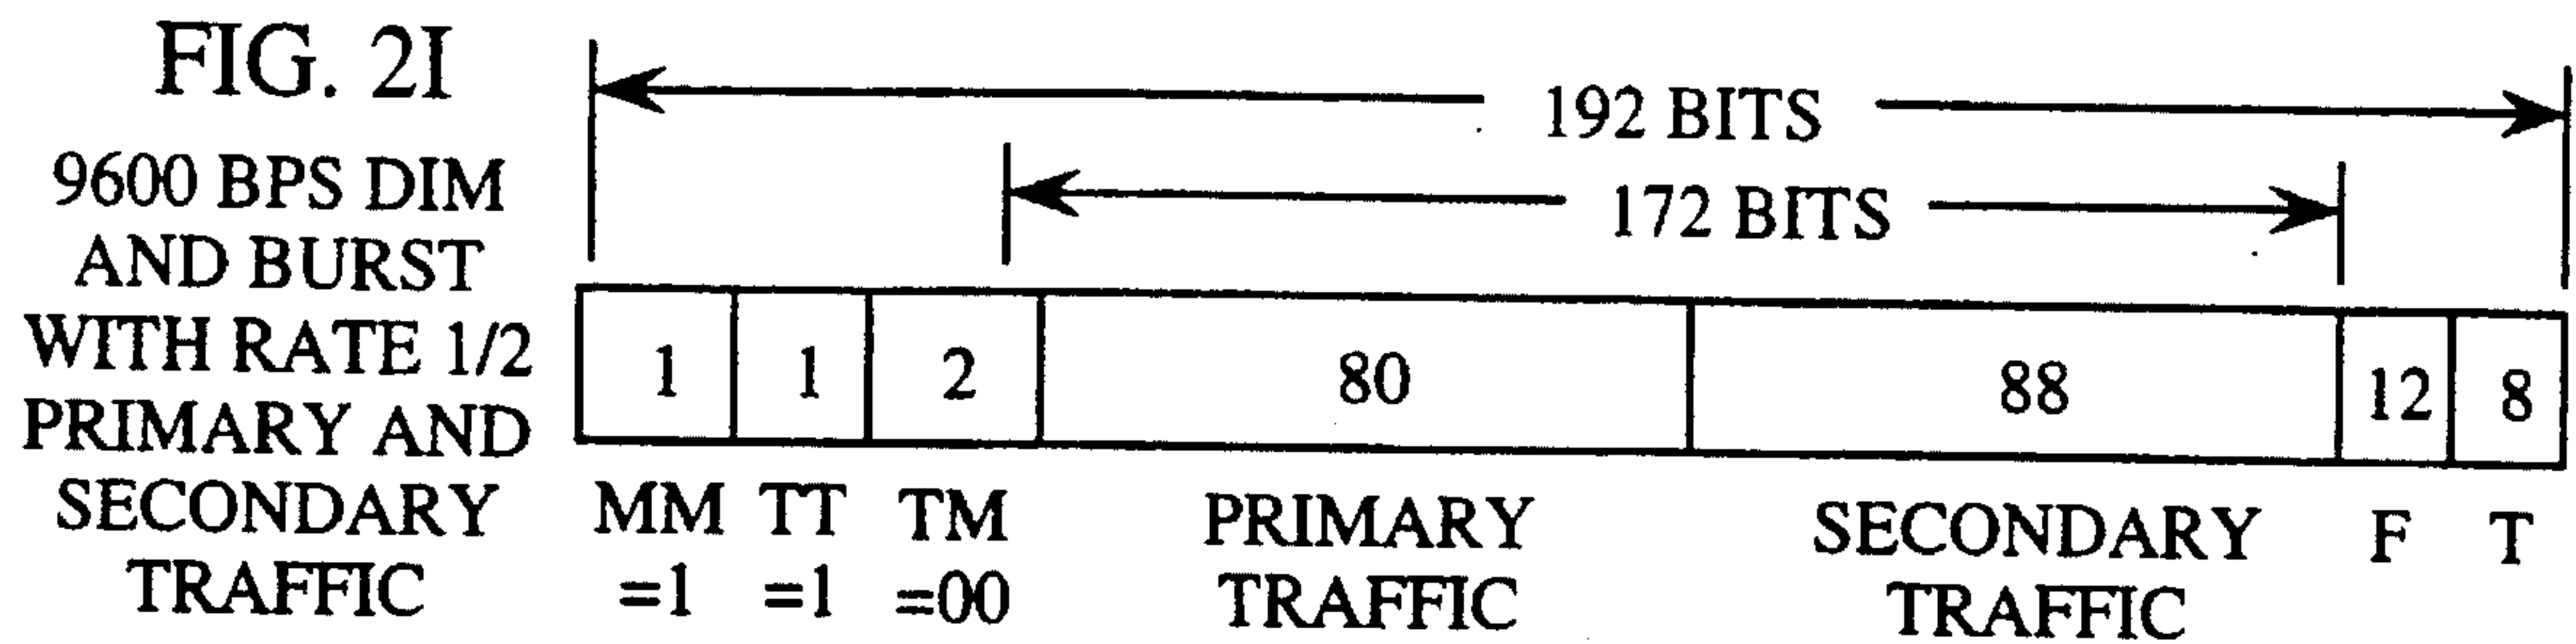 FIG. 2I
9600 BPS DIM
AND BURST
WITH RATE 1/2
PRIMARY AND
SECONDARY
TRAFFIC
192 BITS
172 BITS
1 1 2 80 88 12 8
MM TT TM PRIMARY SECONDARY F T
=1 =1 =00 TRAFFIC TRAFFIC